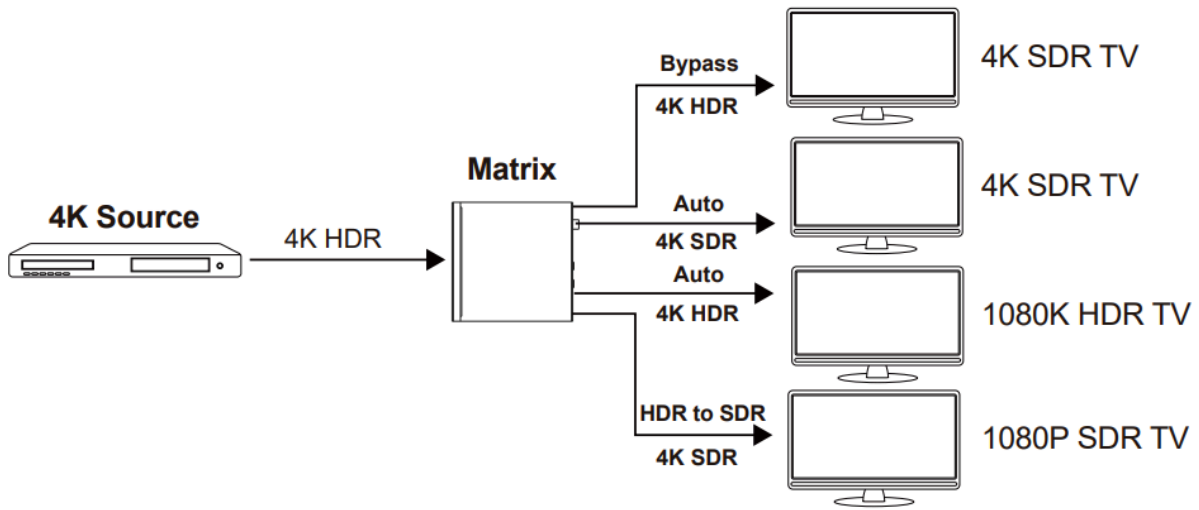 4K Source
4K HDR
Matrix
Bypass
4K HDR
4K SDR TV
Auto
4K SDR
4K SDR TV
Auto
4K HDR
1080K HDR TV
HDR to SDR
4K SDR
1080P SDR TV